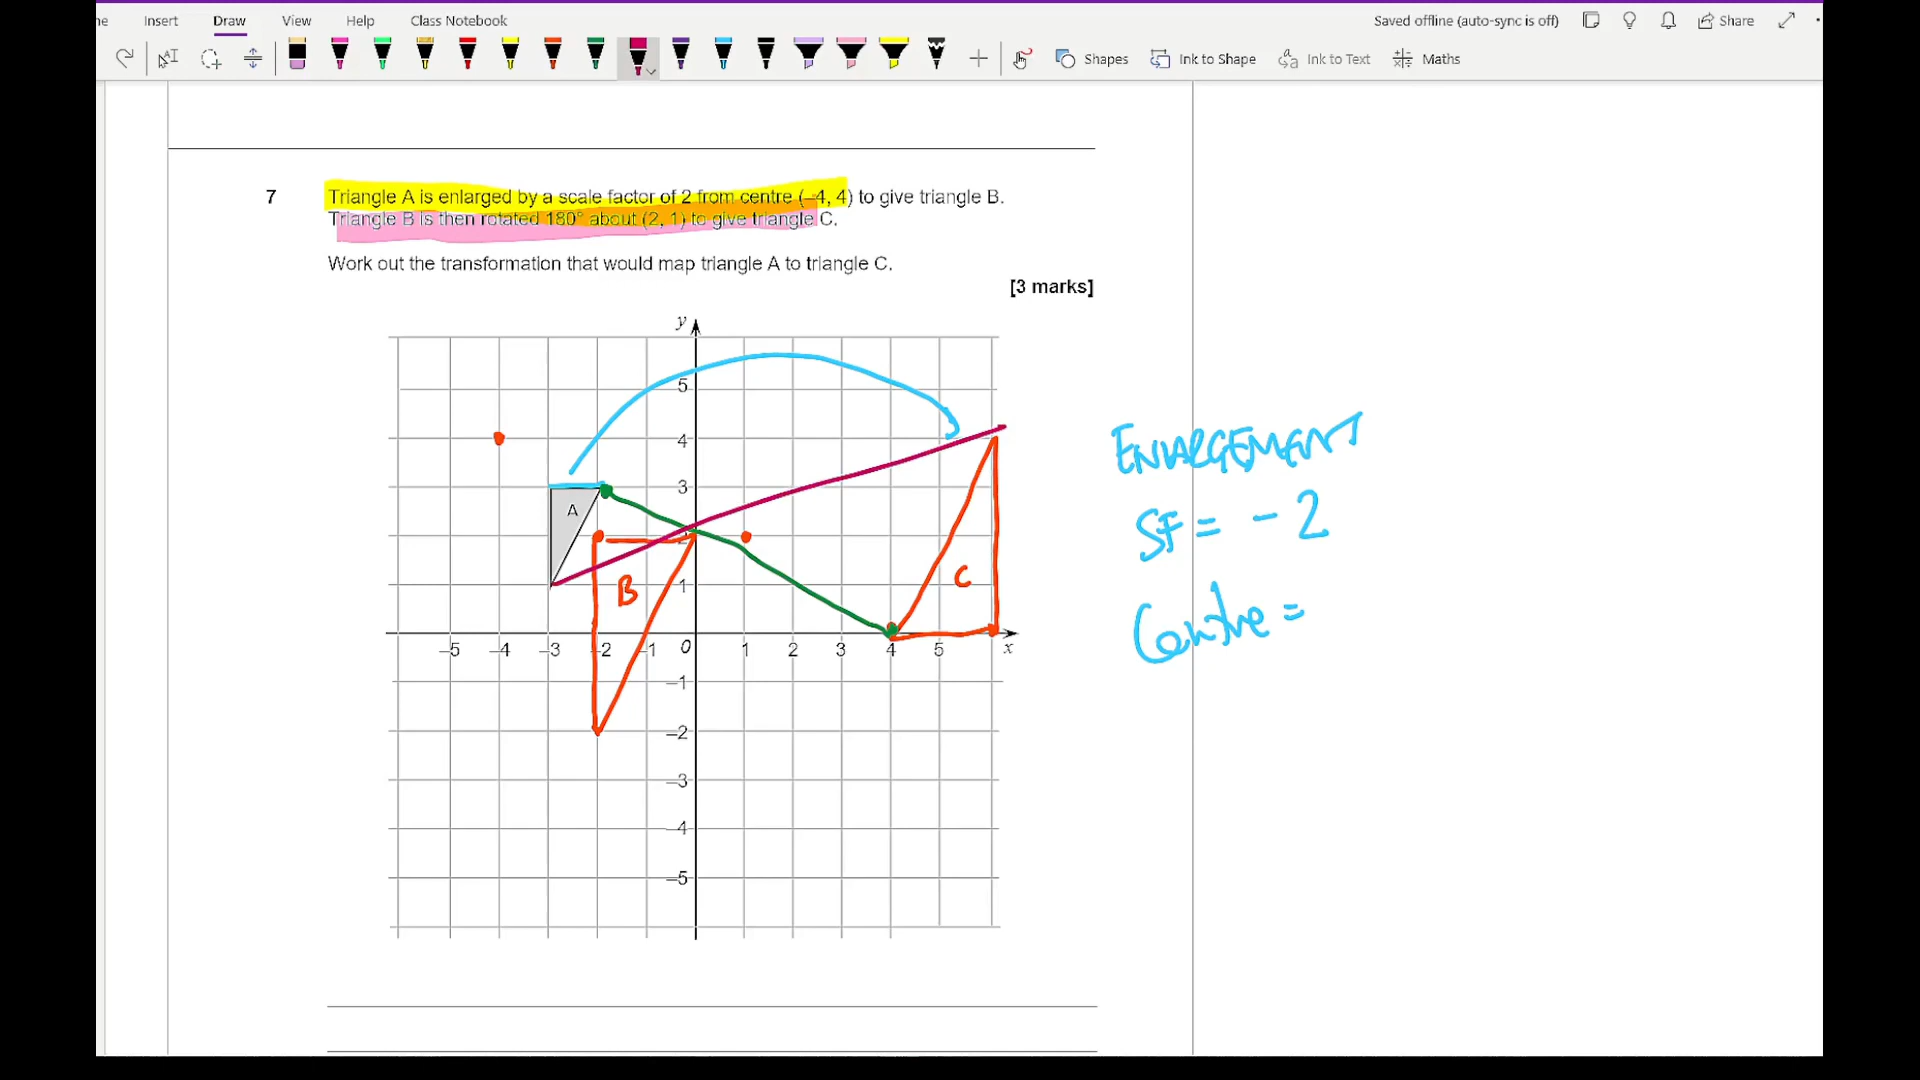 ne Insert Draw View Help Class Notebook Saved offline (auto-sync is off) Share
Shapes Ink to Shape Ink to Text Maths
7 Triangle A is enlarged by a scale factor of 2 from centre (−4, 4) to give triangle B.
Triangle B is then rotated 180° about (2, 1) to give triangle C.
Work out the transformation that would map triangle A to triangle C.
[3 marks]
y
5
4
3
A
2
1
B
C
−5 −4 −3 −2 −1 0 1 2 3 4 5 x
−1
−2
−3
−4
−5
ENLARGEMENT
SF = - 2
Centre =